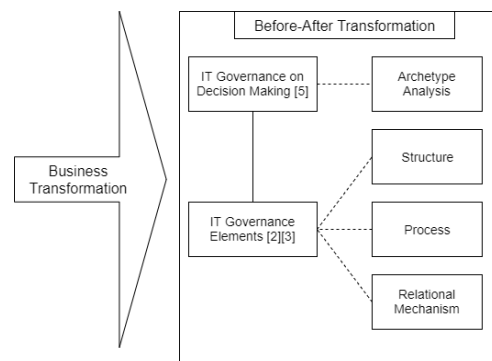 Before-After Transformation
IT Governance on
Decision Making [5]
Archetype
Analysis
Structure
Business
Transformation
IT Governance
Elements [2][3]
Process
Relational
Mechanism